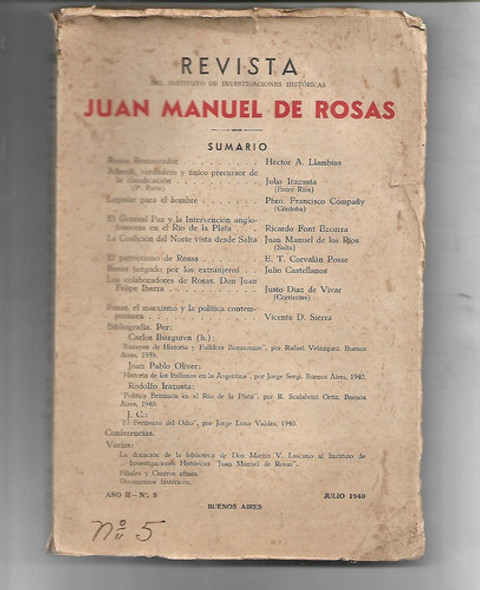 REVISTA
DEL INSTITUTO DE INVESTIGACIONES HISTÓRICAS
JUAN MANUEL DE ROSAS
SUMARIO
Rosas, Restaurador . . . . . . . . . Héctor A. Llambías
Alberdi, verdadero y único precursor de
la claudicación . . . . . . . . . . Julio Irazusta
(3ª Parte) (Entre Ríos)
Legislar para el hombre . . . . . . . Pbro. Francisco Compañy
(Córdoba)
El General Paz y la Intervención anglo-
francesa en el Río de la Plata . . Ricardo Font Ezcurra
La Coalición del Norte vista desde Salta Juan Manuel de los Ríos
(Salta)
El patriotismo de Rosas . . . . . . . E. T. Corvalán Posse
Rosas juzgado por los extranjeros . . Julio Castellanos
Los colaboradores de Rosas. Don Juan
Felipe Ibarra . . . . . . . . . . . Justo Díaz de Vivar
(Corrientes)
Rosas, el marxismo y la política contem-
poránea . . . . . . . . . . . . . Vicente D. Sierra
Bibliografía. Por:
Carlos Ibarguren (h.):
"Ensayos de Historia y Folklore Bonaerense", por Rafael Velázquez. Buenos
Aires, 1939.
Juan Pablo Oliver:
"Historia de los Italianos en la Argentina", por Jorge Sergi. Buenos Aires, 1940.
Rodolfo Irazusta:
"Política Británica en el Río de la Plata", por R. Scalabrini Ortiz. Buenos
Aires, 1940.
J. C.:
"El Fermento del Odio", por Jorge Luna Valdés, 1940.
Conferencias.
Varias:
La donación de la biblioteca de Don Martín V. Lascano al Instituto de
Investigaciones Históricas "Juan Manuel de Rosas".
Filiales y Centros afines.
Documentos históricos.
AÑO II – Nº. 5 JULIO 1940
BUENOS AIRES
Nº 5